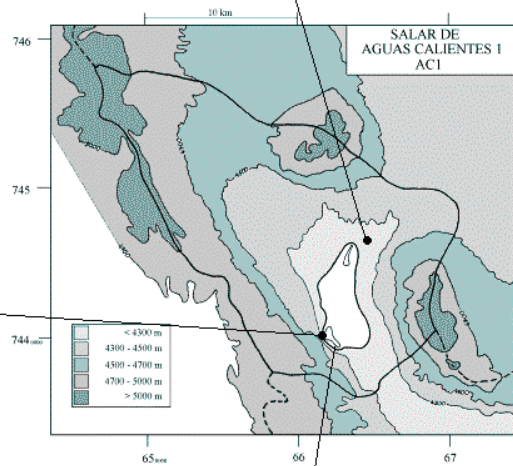 10 km
SALAR DE
AGUAS CALIENTES 1
AC1
746
745
744
< 4300 m
4300 - 4500 m
4500 - 4700 m
4700 - 5000 m
> 5000 m
65
66
67